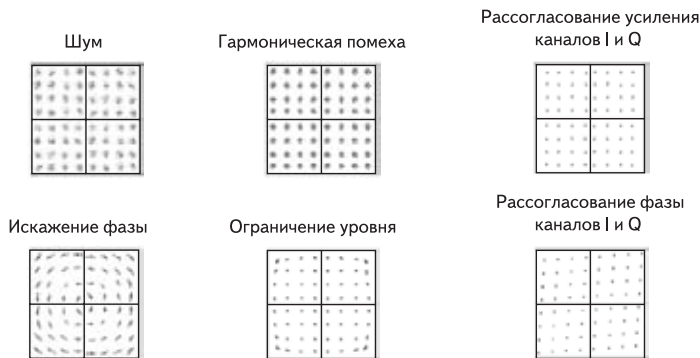 Шум
Гармоническая помеха
Рассогласование усиления
каналов I и Q
Искажение фазы
Ограничение уровня
Рассогласование фазы
каналов I и Q